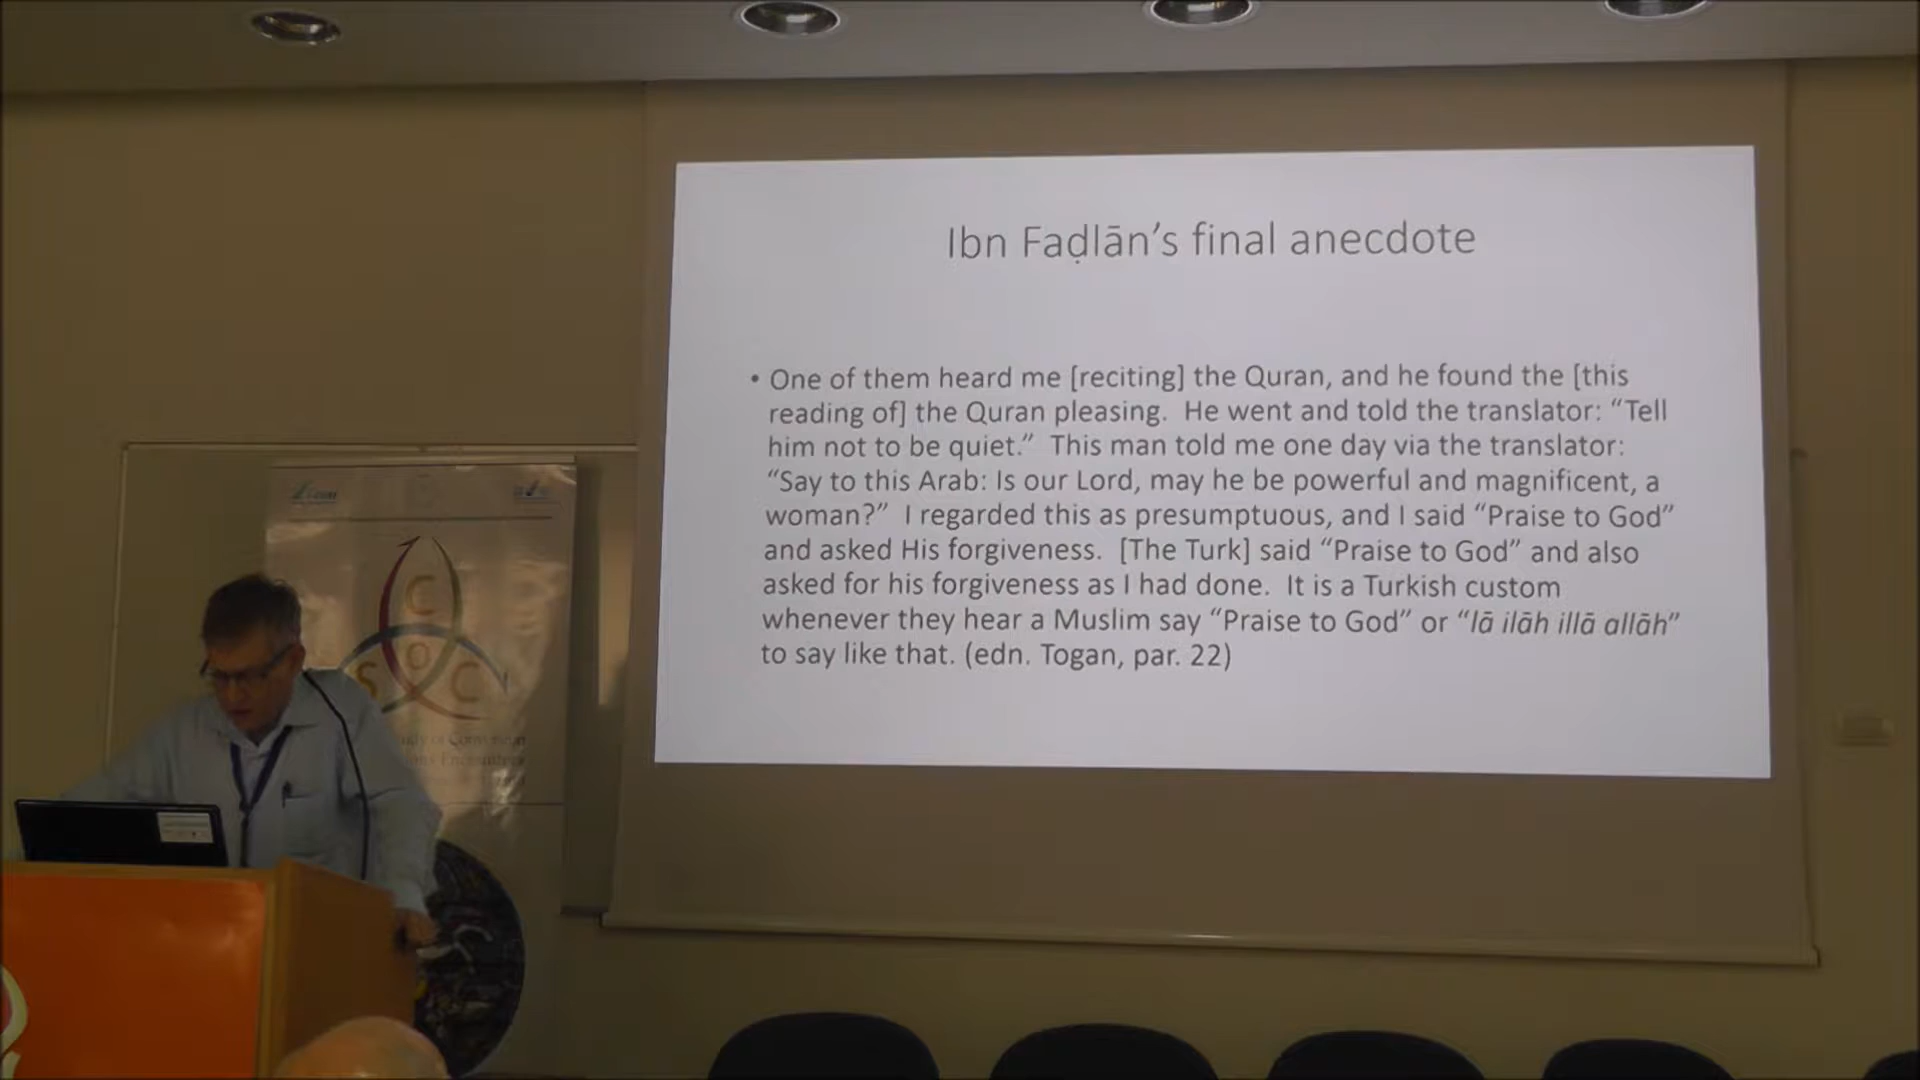 Ibn Faḍlān’s final anecdote
• One of them heard me [reciting] the Quran, and he found the [this
reading of] the Quran pleasing.  He went and told the translator: “Tell
him not to be quiet.”  This man told me one day via the translator:
“Say to this Arab: Is our Lord, may he be powerful and magnificent, a
woman?”  I regarded this as presumptuous, and I said “Praise to God”
and asked His forgiveness.  [The Turk] said “Praise to God” and also
asked for his forgiveness as I had done.  It is a Turkish custom
whenever they hear a Muslim say “Praise to God” or “lā ilāh illā allāh”
to say like that. (edn. Togan, par. 22)
C
S O C